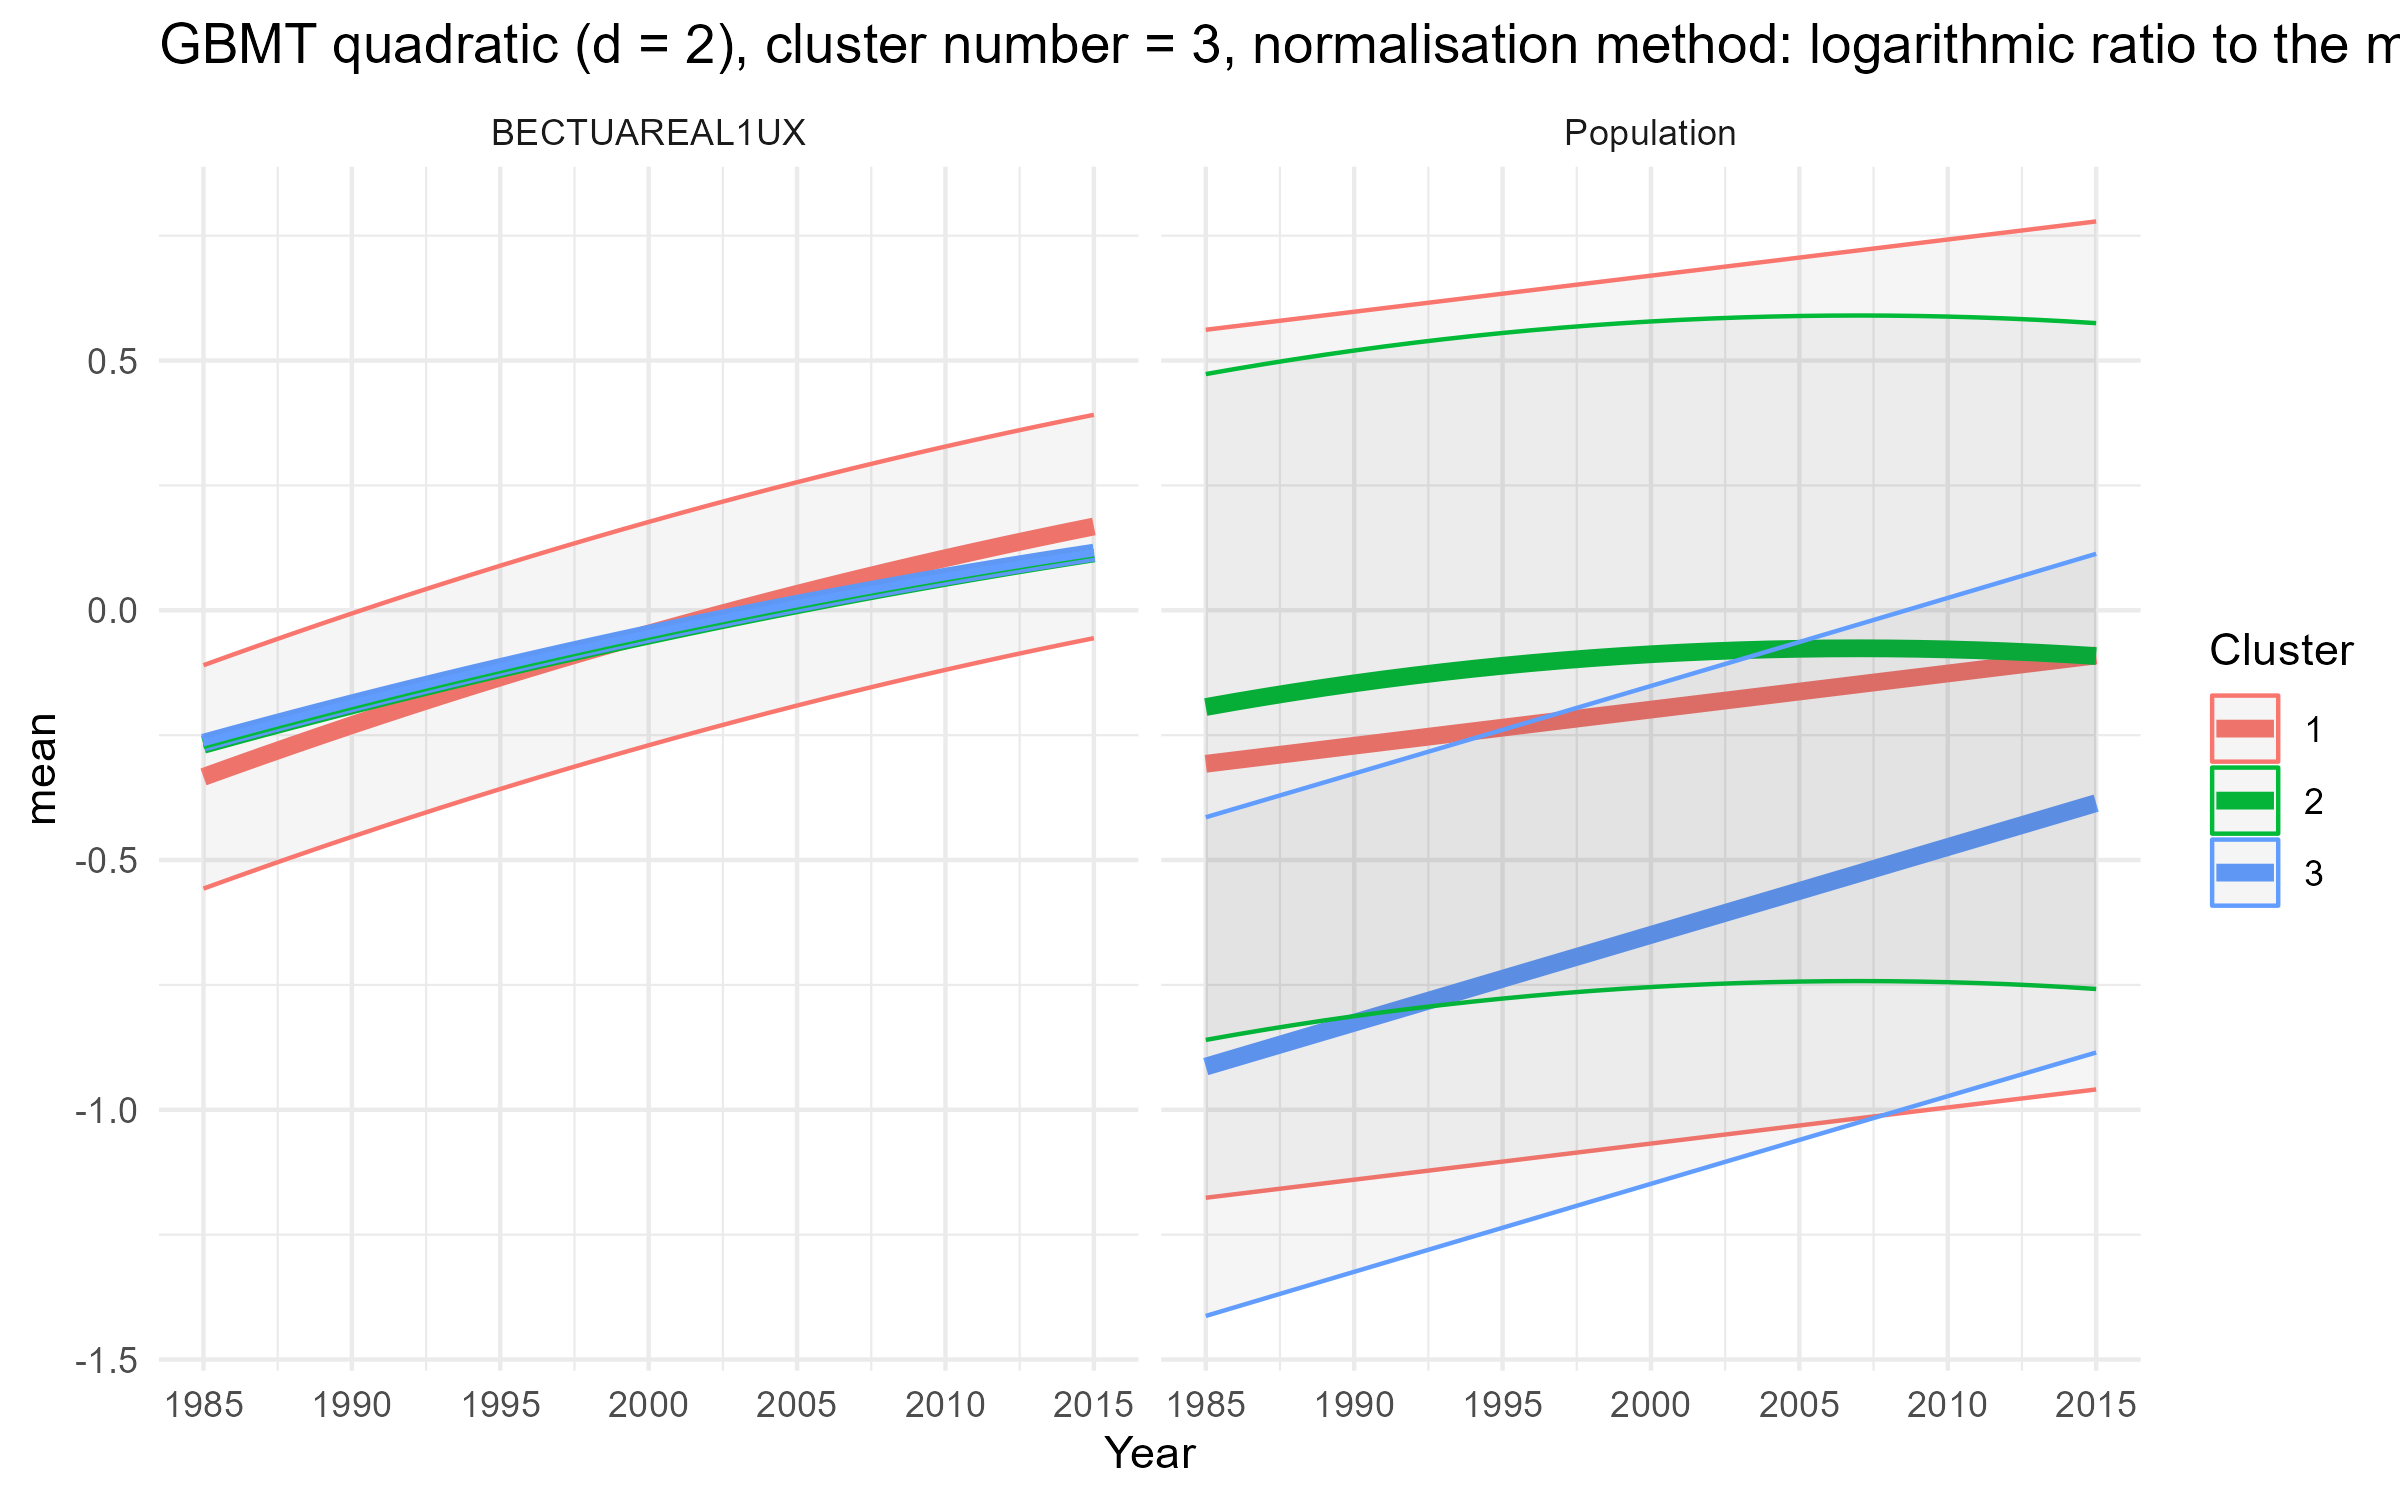 GBMT quadratic (d = 2), cluster number = 3, normalisation method: logarithmic ratio to the
BECTUAREAL1UX
Population
mean
0.5
0.0
-0.5
-1.0
-1.5
1985 1990 1995 2000 2005 2010 2015
1985 1990 1995 2000 2005 2010 2015
Year
Cluster
1
2
3